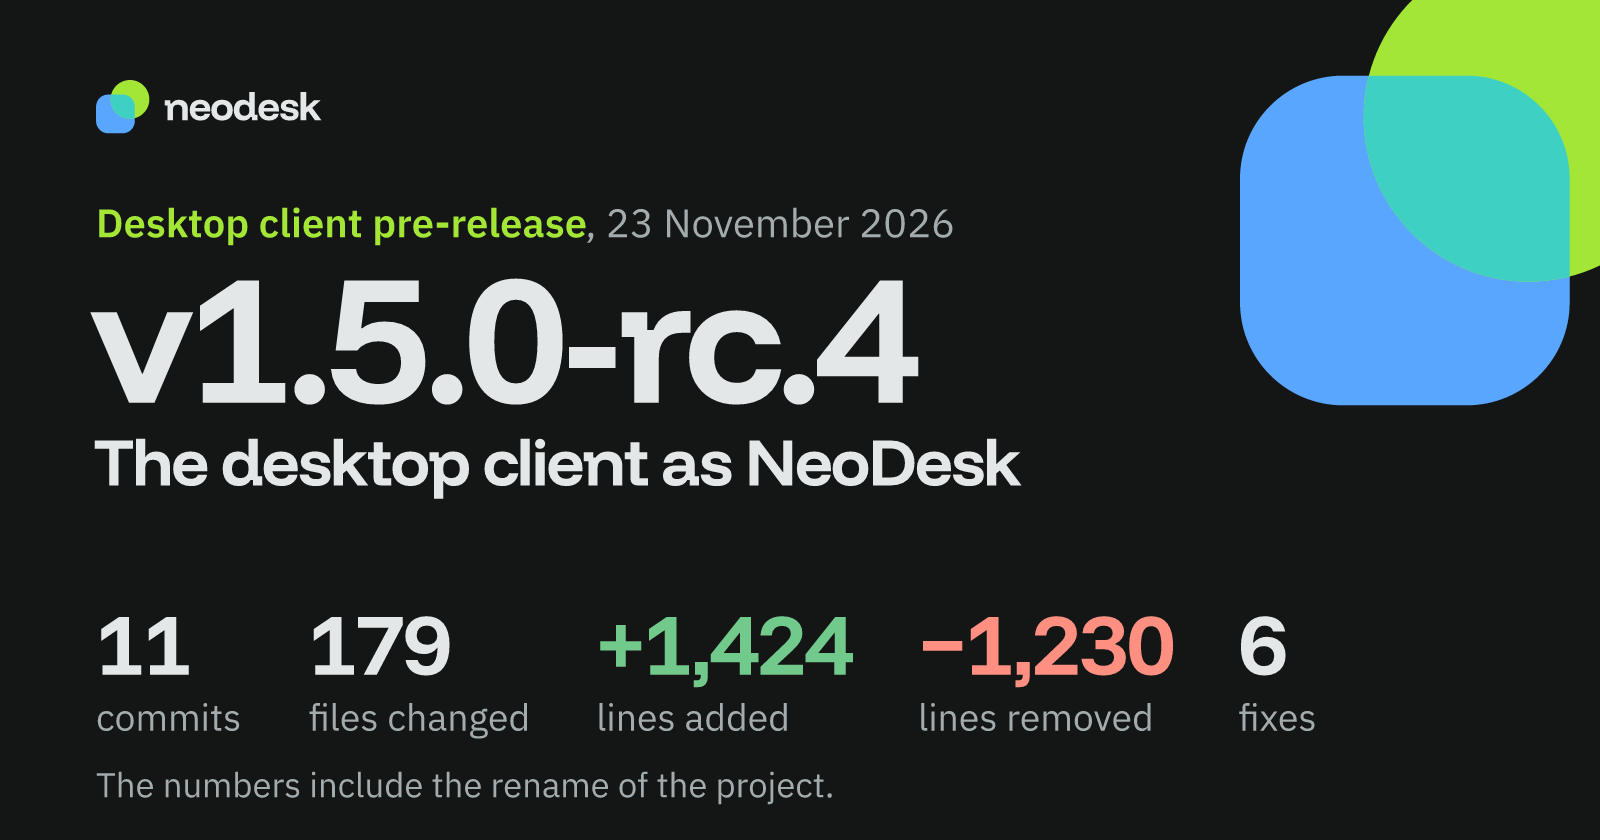 neodesk
Desktop client pre-release, 23 November 2026
v1.5.0-rc.4
The desktop client as NeoDesk
11 179 +1,424 −1,230 6
commits files changed lines added lines removed fixes
The numbers include the rename of the project.